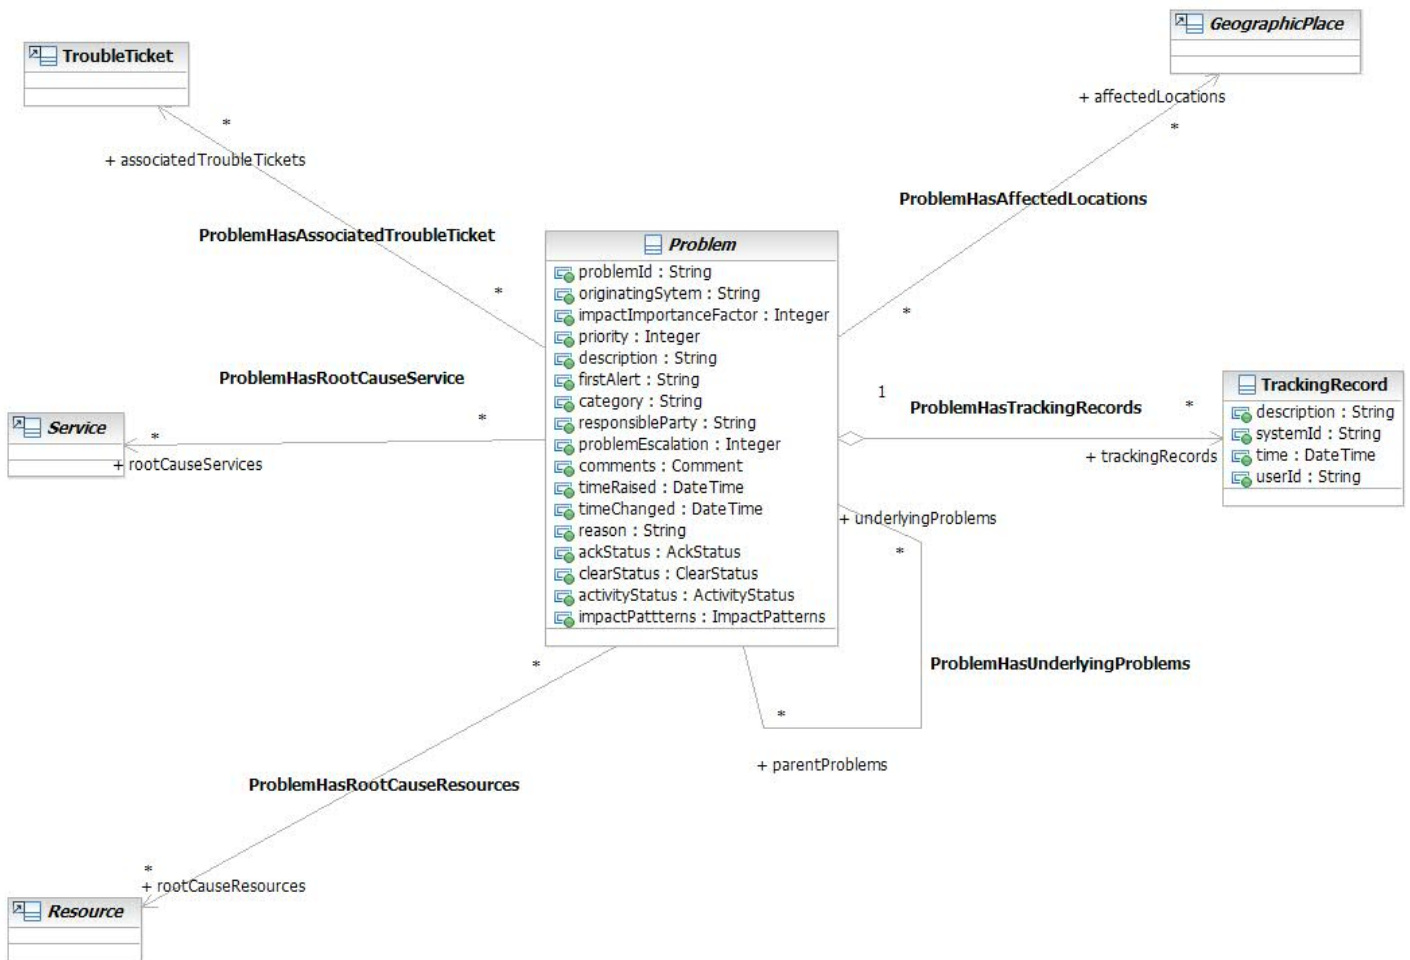 GeographicPlace
TroubleTicket
+ affectedLocations
*
*
+ associatedTroubleTickets
ProblemHasAffectedLocations
ProblemHasAssociatedTroubleTicket
Problem
problemId : String
originatingSytem : String
impactImportanceFactor : Integer
priority : Integer
description : String
firstAlert : String
category : String
responsibleParty : String
problemEscalation : Integer
comments : Comment
timeRaised : DateTime
timeChanged : DateTime
reason : String
ackStatus : AckStatus
clearStatus : ClearStatus
activityStatus : ActivityStatus
impactPattterns : ImpactPatterns
*
*
ProblemHasRootCauseService
*
Service
*
+ rootCauseServices
1
ProblemHasTrackingRecords
*
+ trackingRecords
TrackingRecord
description : String
systemId : String
time : DateTime
userId : String
+ underlyingProblems
*
ProblemHasUnderlyingProblems
*
+ parentProblems
*
ProblemHasRootCauseResources
*
+ rootCauseResources
Resource